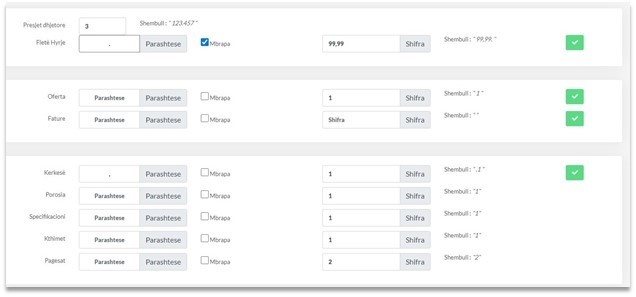 Presjet dhjetore 3 Shembull : " 123.457 "
Fletë Hyrje . Parashtese Mbrapa 99,99 Shifra Shembull : " 99,99. "
Oferta Parashtese Parashtese Mbrapa 1 Shifra Shembull : " 1 "
Fature Parashtese Parashtese Mbrapa Shifra Shifra Shembull : " "
Kerkesë . Parashtese Mbrapa 1 Shifra Shembull : " .1 "
Porosia Parashtese Parashtese Mbrapa 1 Shifra Shembull : "1"
Specifikacioni Parashtese Parashtese Mbrapa 1 Shifra Shembull : "1"
Kthimet Parashtese Parashtese Mbrapa 1 Shifra Shembull : "1"
Pagesat Parashtese Parashtese Mbrapa 2 Shifra Shembull : "2"